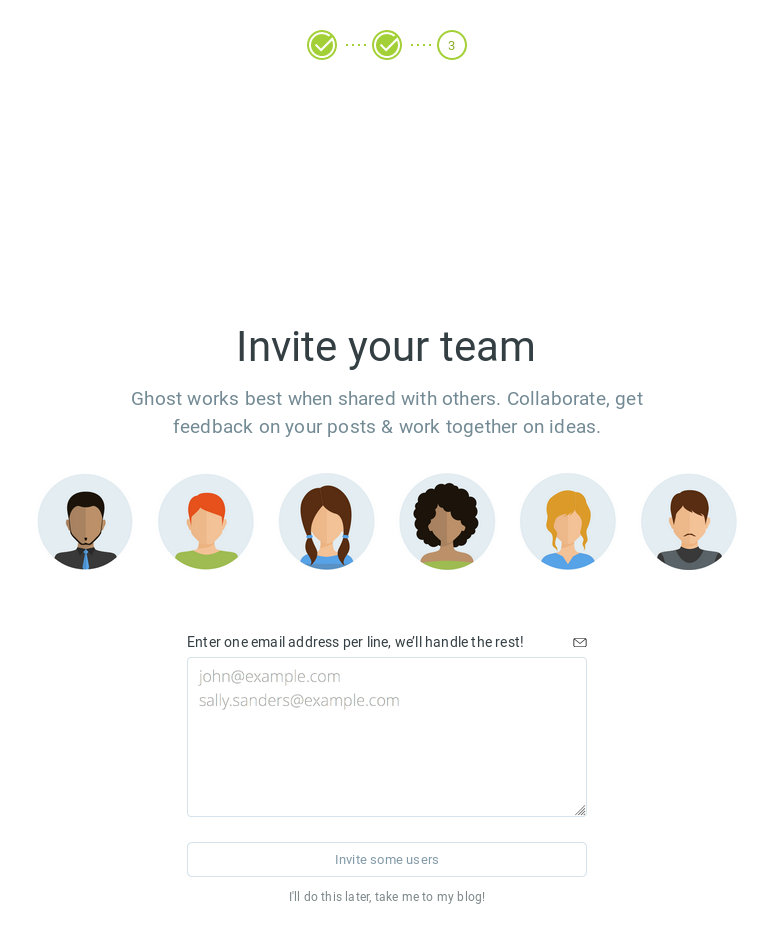 3
Invite your team
Ghost works best when shared with others. Collaborate, get
feedback on your posts & work together on ideas.
Enter one email address per line, we’ll handle the rest!
john@example.com
sally.sanders@example.com
Invite some users
I'll do this later, take me to my blog!